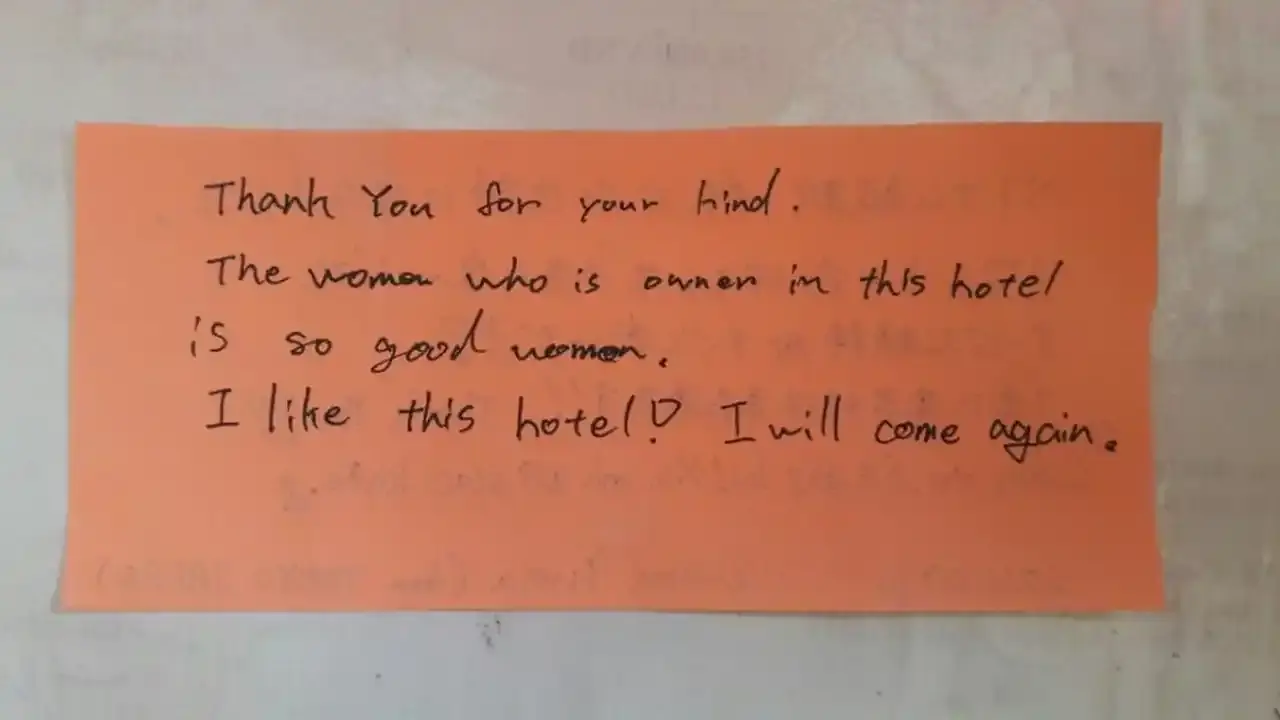 Thank You for your kind.
The woman who is owner in this hotel
is so good woman.
I like this hotel! I will come again.